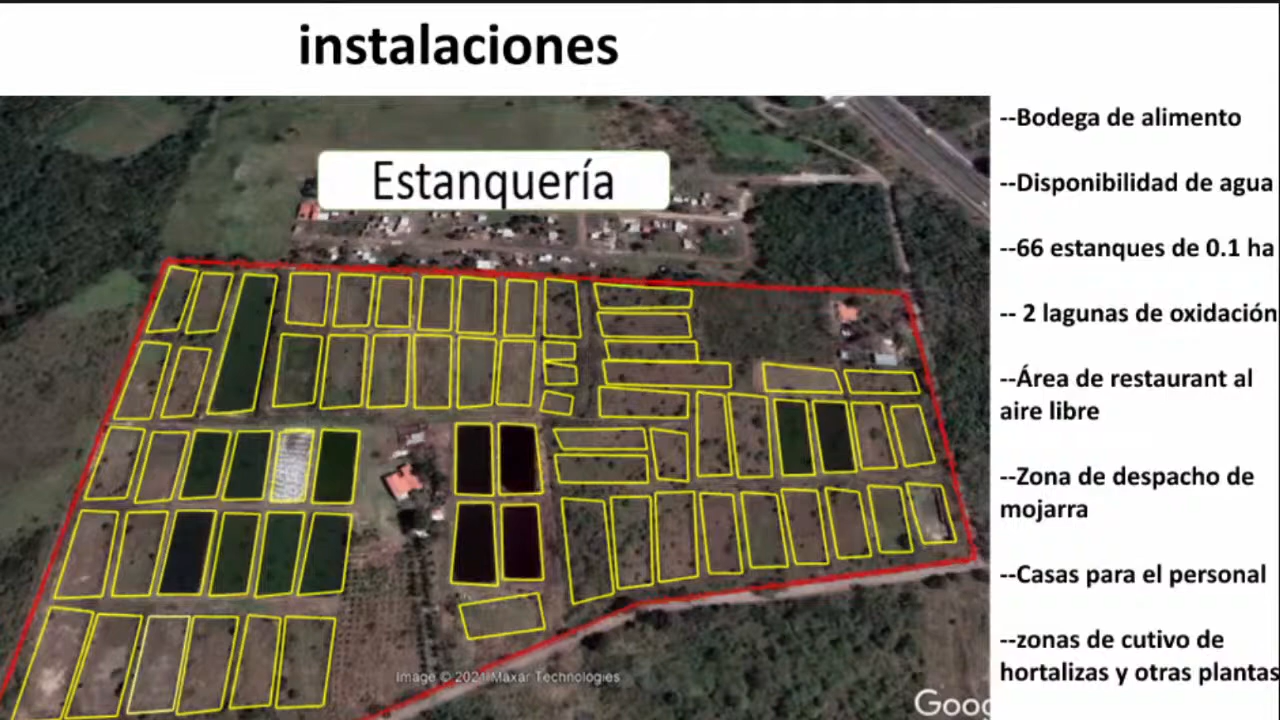 instalaciones
Estanquería
--Bodega de alimento
--Disponibilidad de agua
--66 estanques de 0.1 ha
-- 2 lagunas de oxidación
--Área de restaurant al
aire libre
--Zona de despacho de
mojarra
--Casas para el personal
--zonas de cutivo de
hortalizas y otras plantas
Image © 2021 Maxar Technologies
Goog